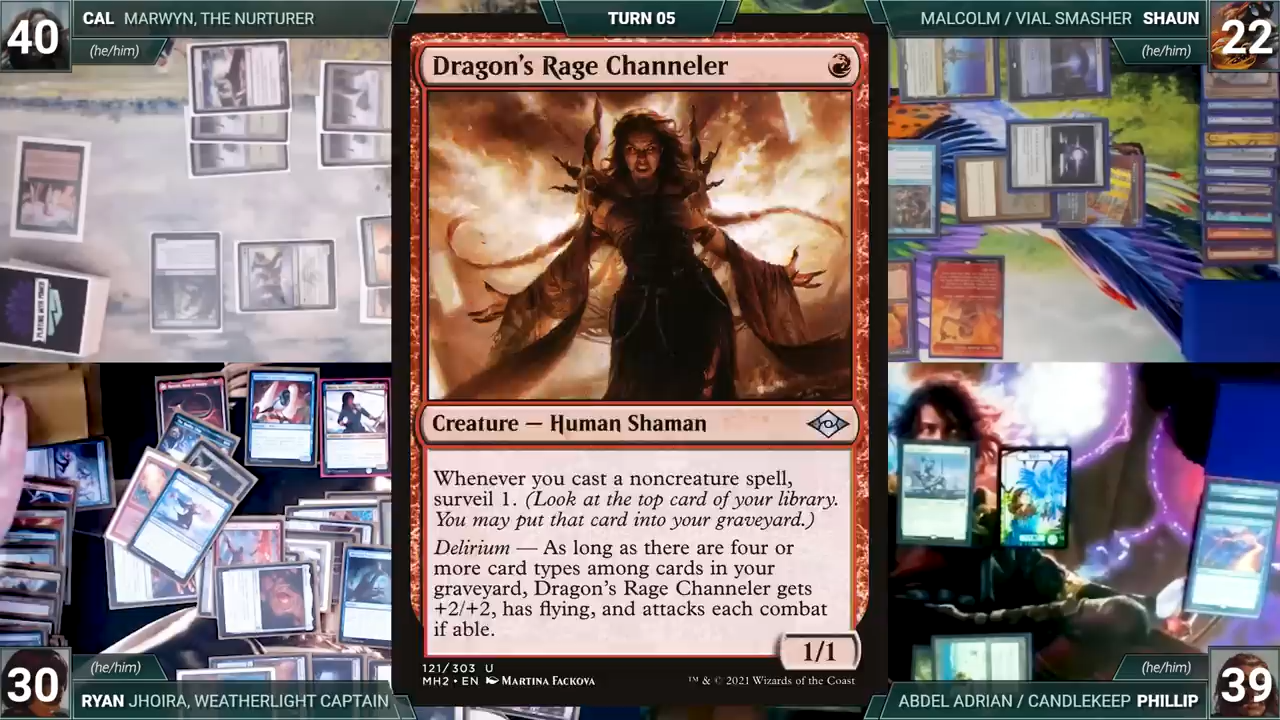 40
CAL MARWYN, THE NURTURER
(he/him)
TURN 05
MALCOLM / VIAL SMASHER SHAUN
(he/him)
22
Dragon's Rage Channeler
Creature — Human Shaman
Whenever you cast a noncreature spell,
surveil 1. (Look at the top card of your library.
You may put that card into your graveyard.)
Delirium — As long as there are four or
more card types among cards in your
graveyard, Dragon's Rage Channeler gets
+2/+2, has flying, and attacks each combat
if able.
1/1
121/303 U
MH2 • EN MARTINA FACKOVA
™ & © 2021 Wizards of the Coast
30
(he/him)
RYAN JHOIRA, WEATHERLIGHT CAPTAIN
(he/him)
ABDEL ADRIAN / CANDLEKEEP PHILLIP
39